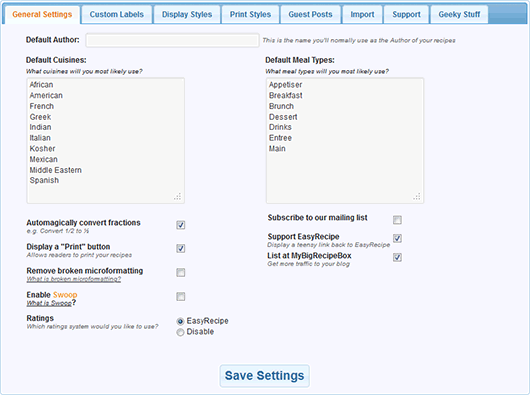 General Settings
Custom Labels
Display Styles
Print Styles
Guest Posts
Import
Support
Geeky Stuff
Default Author:
This is the name you'll normally use as the Author of your recipes
Default Cuisines:
What cuisines will you most likely use?
African
American
French
Greek
Indian
Italian
Kosher
Mexican
Middle Eastern
Spanish
Default Meal Types:
What meal types will you most likely use?
Appetiser
Breakfast
Brunch
Dessert
Drinks
Entree
Main
Automagically convert fractions
e.g: Convert 1/2 to ½
Display a "Print" button
Allows readers to print your recipes
Remove broken microformatting
What is broken microformatting?
Enable Swoop
What is Swoop?
Ratings
Which ratings system would you like to use?
EasyRecipe
Disable
Subscribe to our mailing list
Support EasyRecipe
Display a teensy link back to EasyRecipe
List at MyBigRecipeBox
Get more traffic to your blog
Save Settings